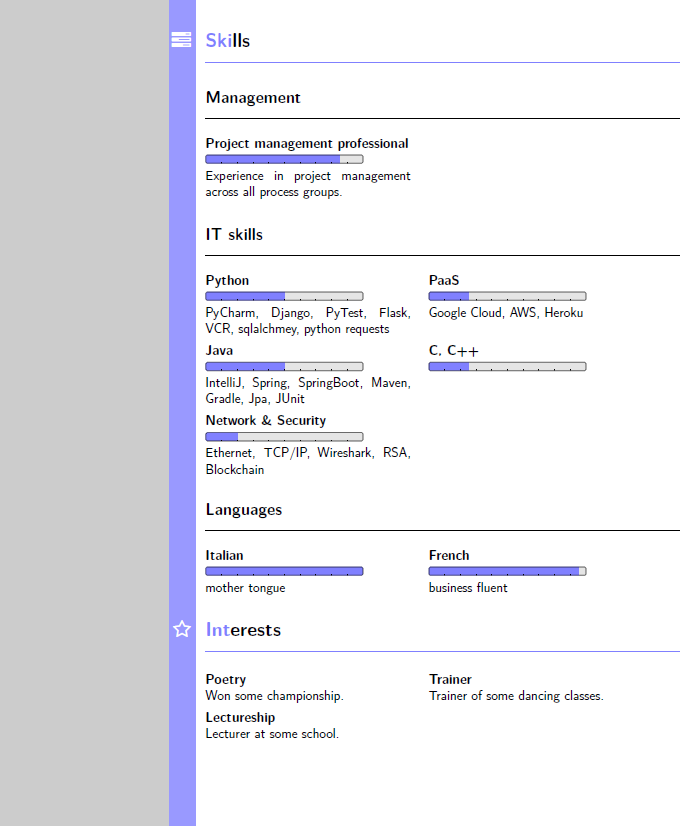 Skills
Management
Project management professional
Experience in project management
across all process groups.
IT skills
Python
PyCharm, Django, PyTest, Flask,
VCR, sqlalchmey, python requests
PaaS
Google Cloud, AWS, Heroku
Java
IntelliJ, Spring, SpringBoot, Maven,
Gradle, Jpa, JUnit
C, C++
Network & Security
Ethernet, TCP/IP, Wireshark, RSA,
Blockchain
Languages
Italian
mother tongue
French
business fluent
Interests
Poetry
Won some championship.
Trainer
Trainer of some dancing classes.
Lectureship
Lecturer at some school.